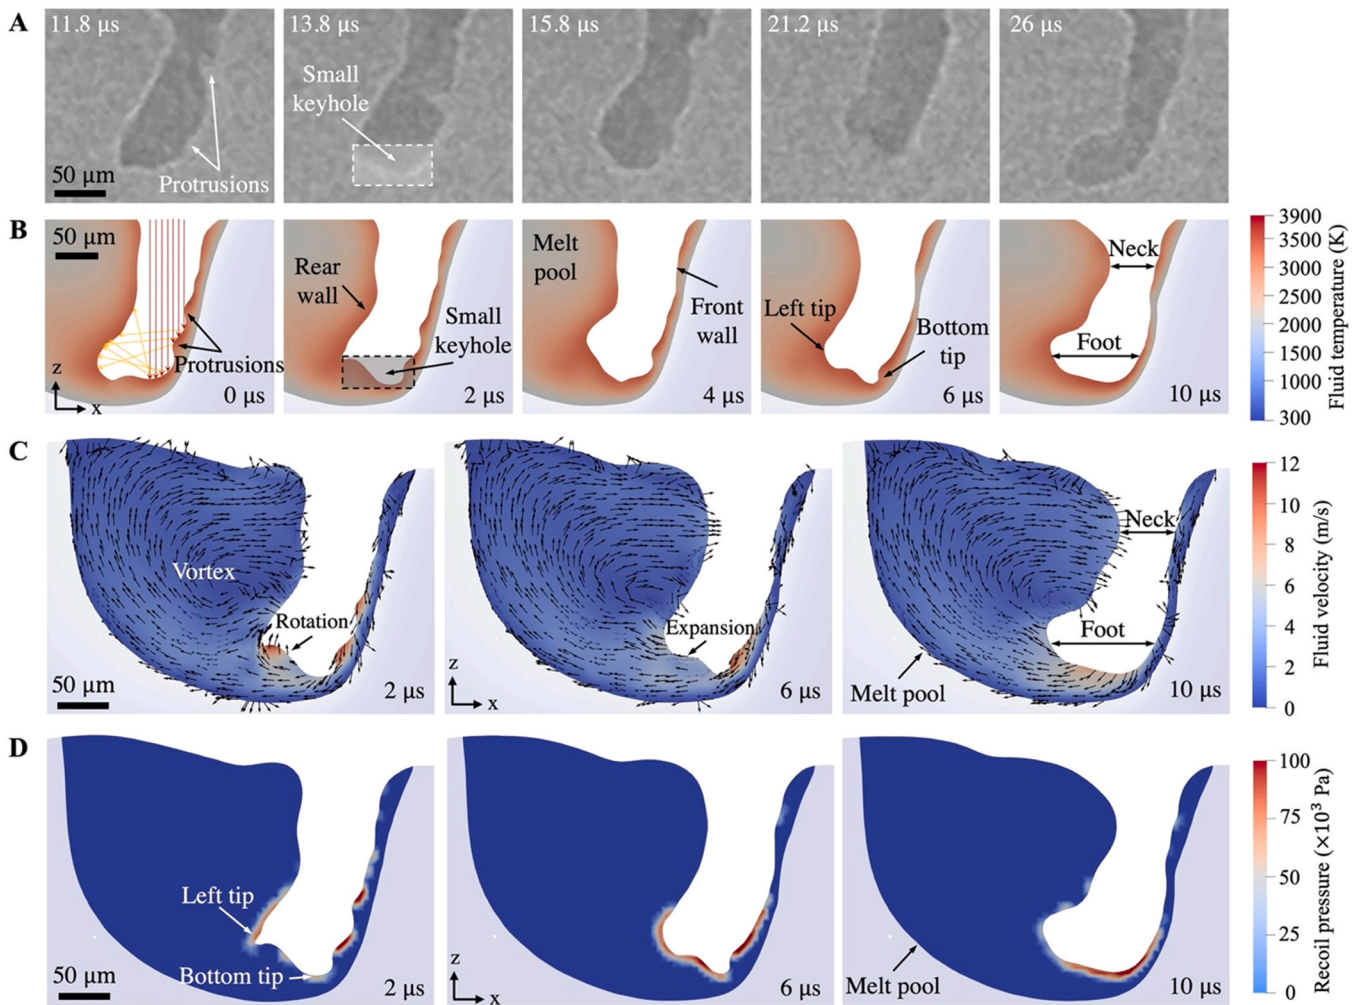 A
11.8 µs
13.8 µs
15.8 µs
21.2 µs
26 µs
Small
keyhole
Protrusions
50 µm
B
50 µm
Protrusions
z
x
0 µs
Rear
wall
Small
keyhole
2 µs
Melt
pool
Front
wall
4 µs
Left tip
Bottom
tip
6 µs
Neck
Foot
10 µs
3900
3500
3000
2500
2000
1500
1000
300
Fluid temperature (K)
C
Vortex
Rotation
50 µm
2 µs
Expansion
z
x
6 µs
Neck
Foot
Melt pool
10 µs
12
10
8
6
4
2
0
Fluid velocity (m/s)
D
Left tip
Bottom tip
50 µm
2 µs
z
x
6 µs
Melt pool
10 µs
100
75
50
25
0
Recoil pressure (×10³ Pa)